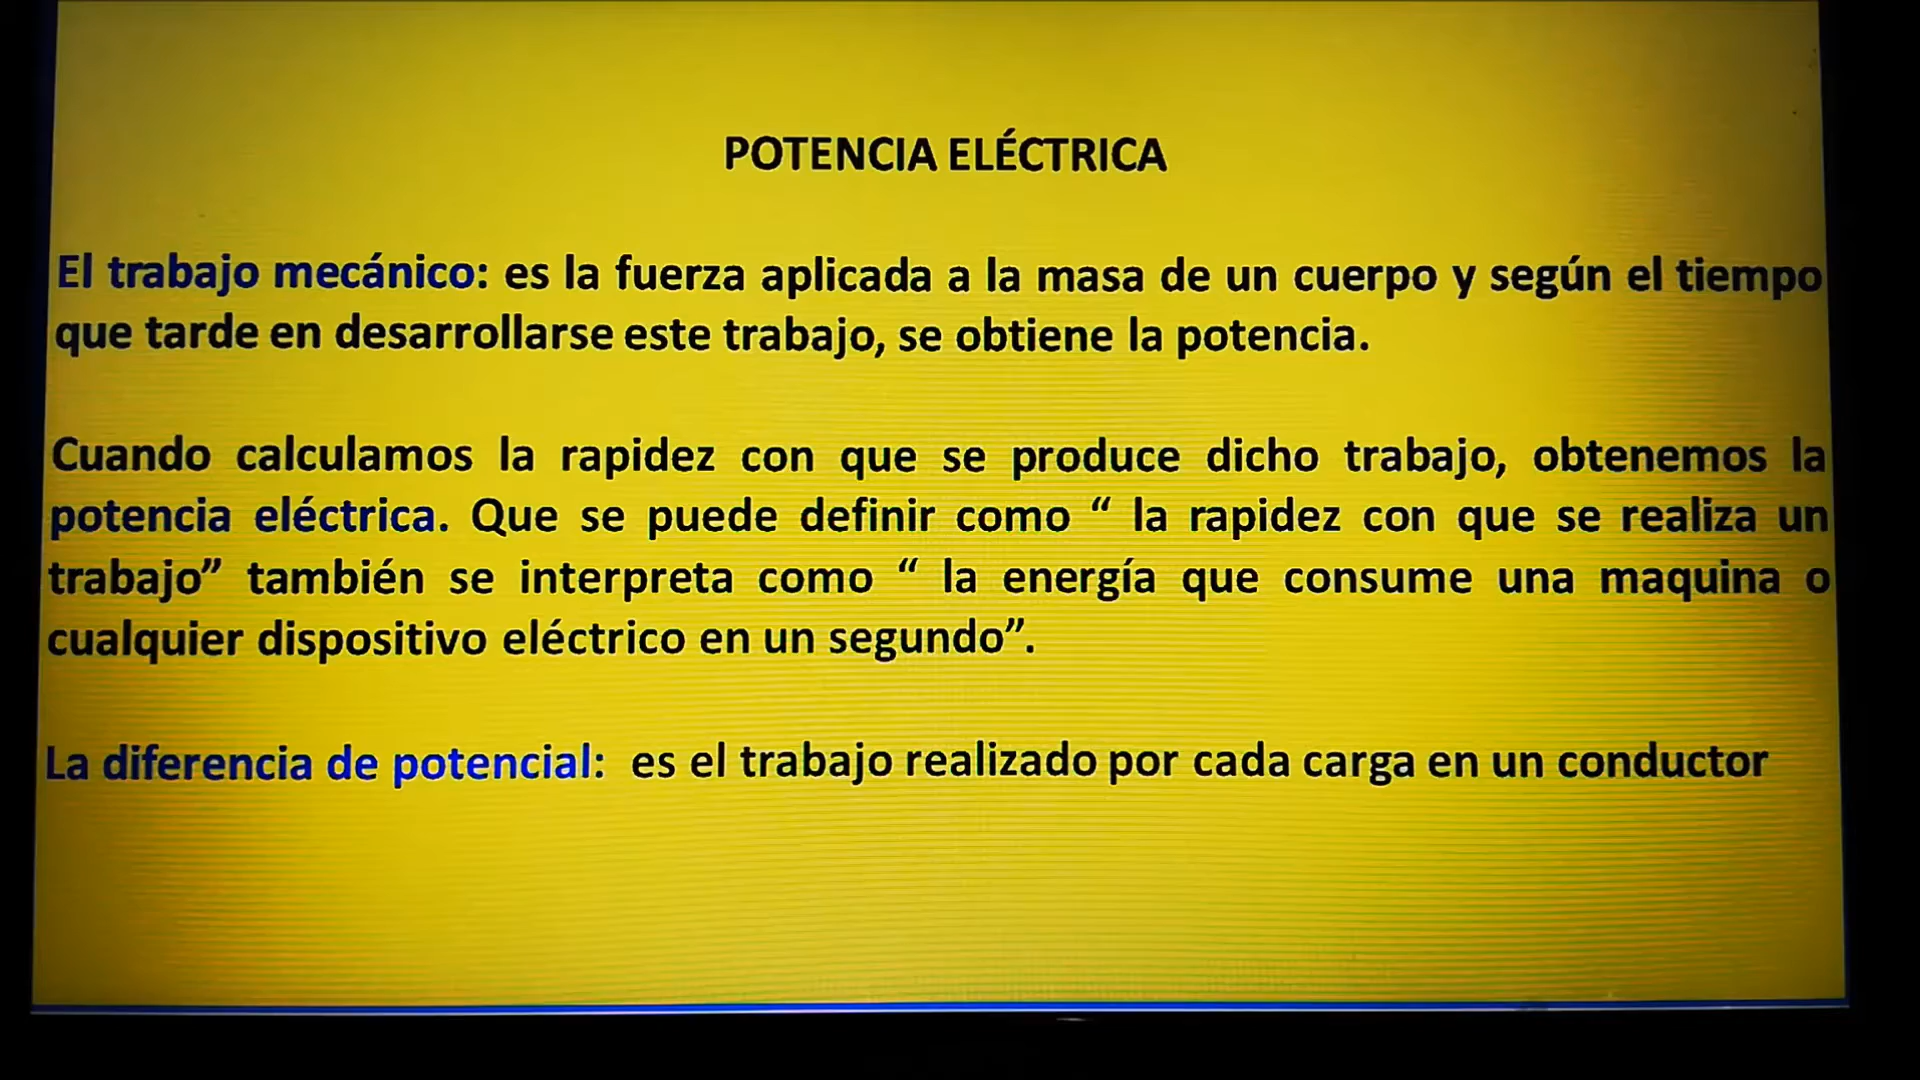 POTENCIA ELÉCTRICA
El trabajo mecánico: es la fuerza aplicada a la masa de un cuerpo y según el tiempo
que tarde en desarrollarse este trabajo, se obtiene la potencia.
Cuando calculamos la rapidez con que se produce dicho trabajo, obtenemos la
potencia eléctrica. Que se puede definir como “ la rapidez con que se realiza un
trabajo” también se interpreta como “ la energía que consume una maquina o
cualquier dispositivo eléctrico en un segundo”.
La diferencia de potencial: es el trabajo realizado por cada carga en un conductor